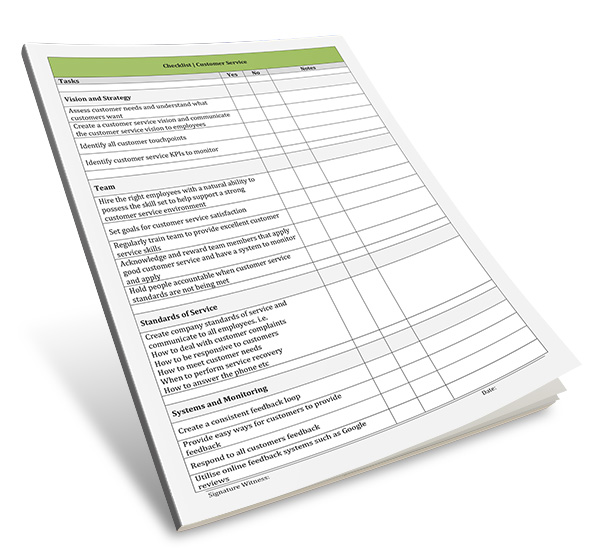 Checklist | Customer Service
Tasks Yes No Notes
Vision and Strategy
Assess customer needs and understand what
customers want
Create a customer service vision and communicate
the customer service vision to employees
Identify all customer touchpoints
Identify customer service KPIs to monitor
Team
Hire the right employees with a natural ability to
possess the skill set to help support a strong
customer service environment
Set goals for customer service satisfaction
Regularly train team to provide excellent customer
service skills
Acknowledge and reward team members that apply
good customer service and have a system to monitor
and apply
Hold people accountable when customer service
standards are not being met
Standards of Service
Create company standards of service and
communicate to all employees. i.e.
How to deal with customer complaints
How to be responsive to customers
How to meet customer needs
When to perform service recovery
How to answer the phone etc
Systems and Monitoring
Create a consistent feedback loop
Provide easy ways for customers to provide
feedback
Respond to all customers feedback
Utilise online feedback systems such as Google
reviews
Signature Witness: Date: